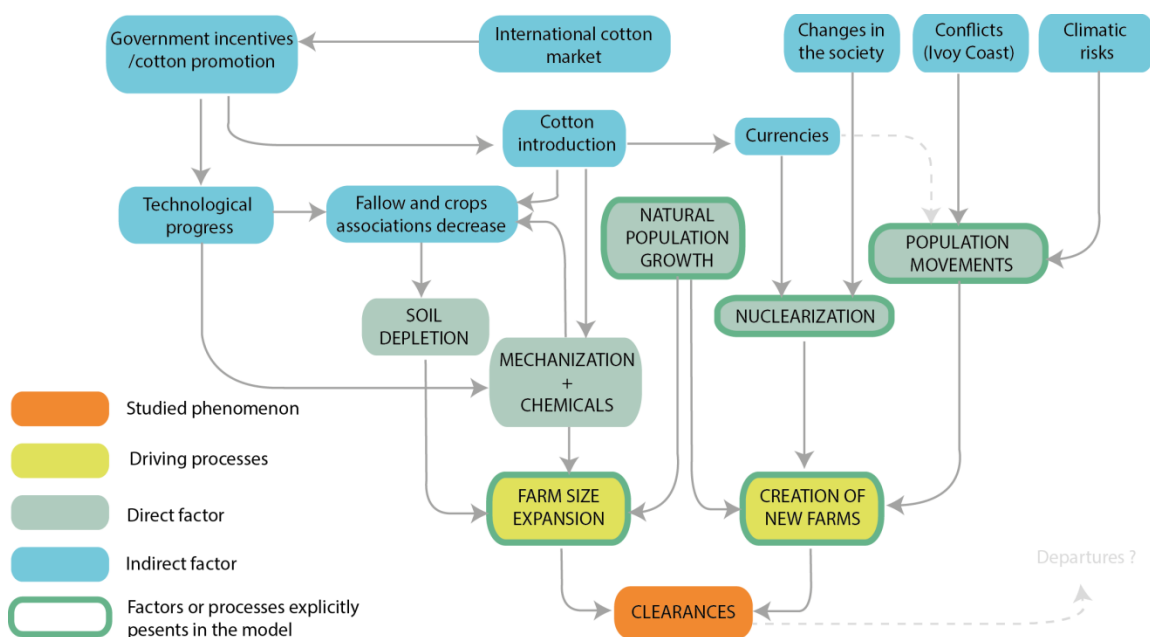 Government incentives
/cotton promotion
International cotton
market
Changes in
the society
Conflicts
(Ivoy Coast)
Climatic
risks
Cotton
introduction
Currencies
Technological
progress
Fallow and crops
associations decrease
NATURAL
POPULATION
GROWTH
POPULATION
MOVEMENTS
SOIL
DEPLETION
NUCLEARIZATION
MECHANIZATION
+
CHEMICALS
FARM SIZE
EXPANSION
CREATION OF
NEW FARMS
Departures ?
CLEARANCES
Studied phenomenon
Driving processes
Direct factor
Indirect factor
Factors or processes explicitly
pesents in the model